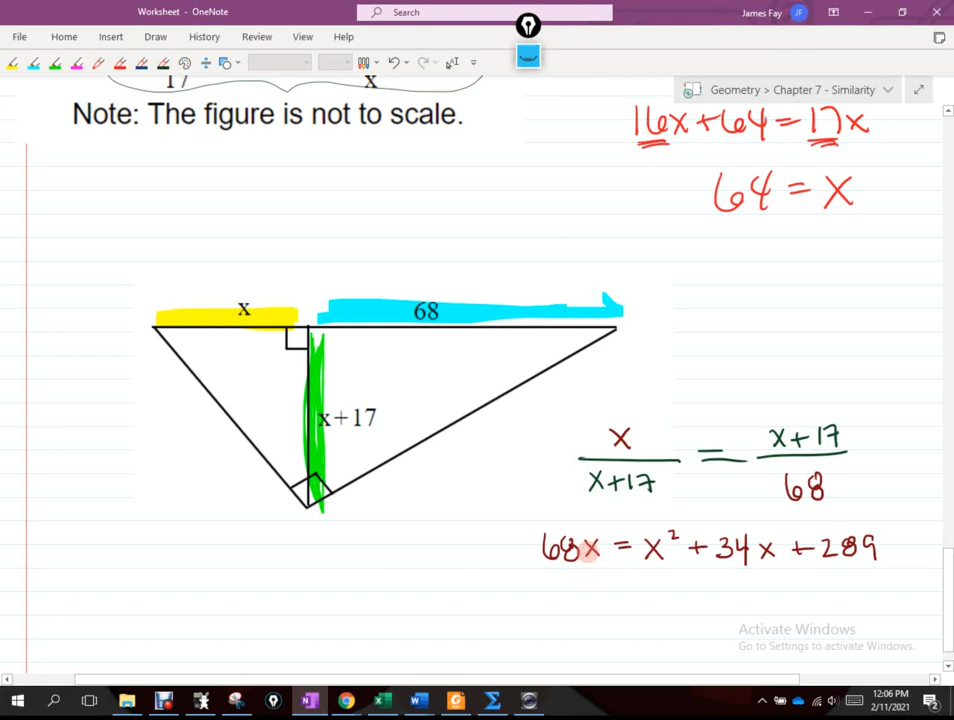 Worksheet - OneNote
Search
James Fay JF
File Home Insert Draw History Review View Help
Geometry > Chapter 7 - Similarity
17 x
Note: The figure is not to scale.
16x+64=17x
64=x
x 68
x+17
x/x+17 = x+17/68
68x = x² + 34x + 289
Activate Windows
Go to Settings to activate Windows.
12:06 PM
2/11/2021
2